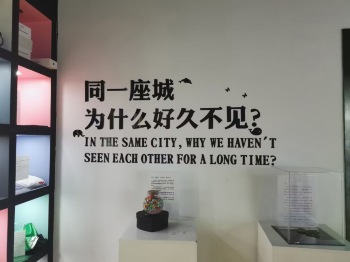 同一座城
为什么好久不见?
IN THE SAME CITY, WHY WE HAVEN'T
SEEN EACH OTHER FOR A LONG TIME?